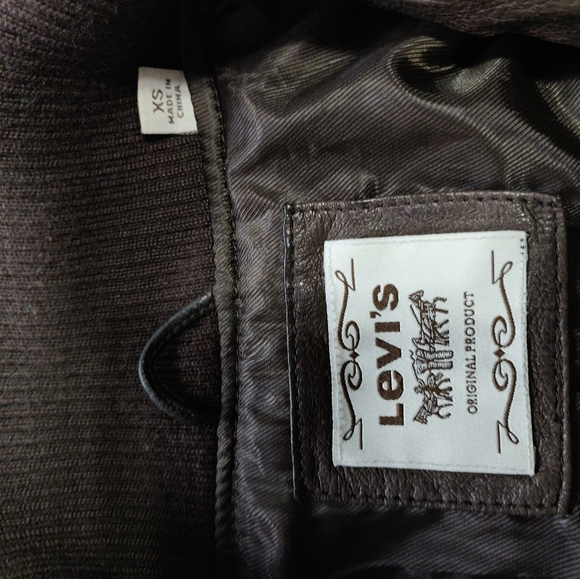 XS
MADE IN
CHINA
Levi's
ORIGINAL PRODUCT